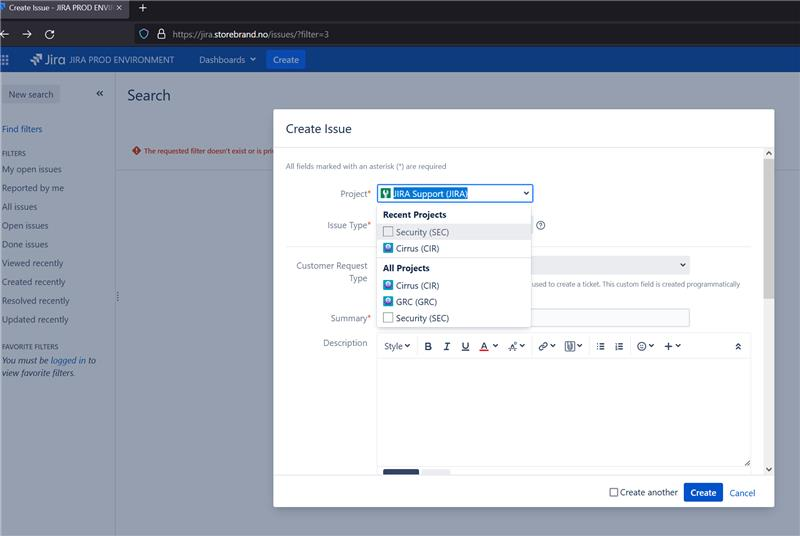 Create Issue - JIRA PROD ENVIR
https://jira.storebrand.no/issues/?filter=3
Jira JIRA PROD ENVIRONMENT Dashboards Create
New search
Search
Find filters
FILTERS
My open issues
Reported by me
All issues
Open issues
Done issues
Viewed recently
Created recently
Resolved recently
Updated recently
FAVORITE FILTERS
You must be logged in to
view favorite filters.
The requested filter doesn't exist or is priv
Create Issue
All fields marked with an asterisk (*) are required
Project* JIRA Support (JIRA)
Recent Projects
Security (SEC)
Cirrus (CIR)
All Projects
Cirrus (CIR)
GRC (GRC)
Security (SEC)
Issue Type*
Customer Request
Type
used to create a ticket. This custom field is created programmatically
Summary*
Description
Style B I U A
Create another Create Cancel